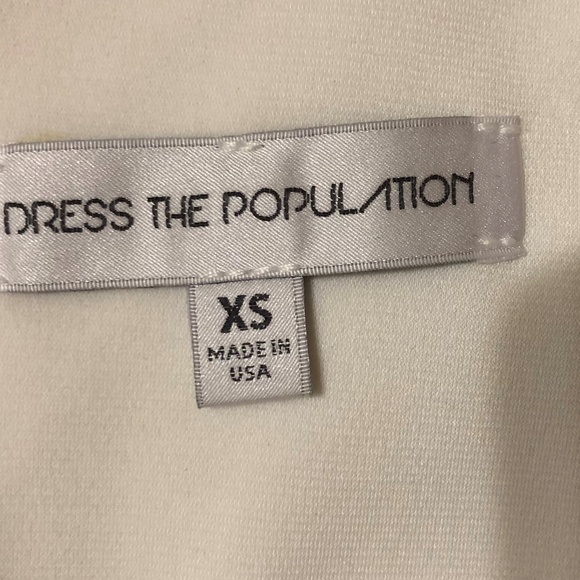 DRESS THE POPULATION
XS
MADE IN
USA